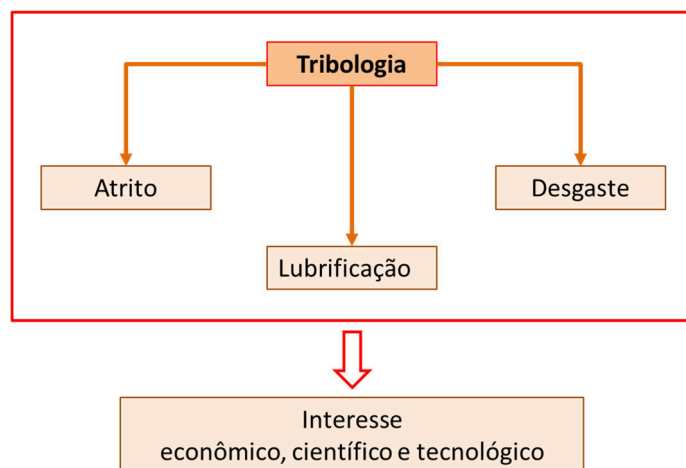 Tribologia
Atrito
Desgaste
Lubrificação
Interesse
econômico, científico e tecnológico